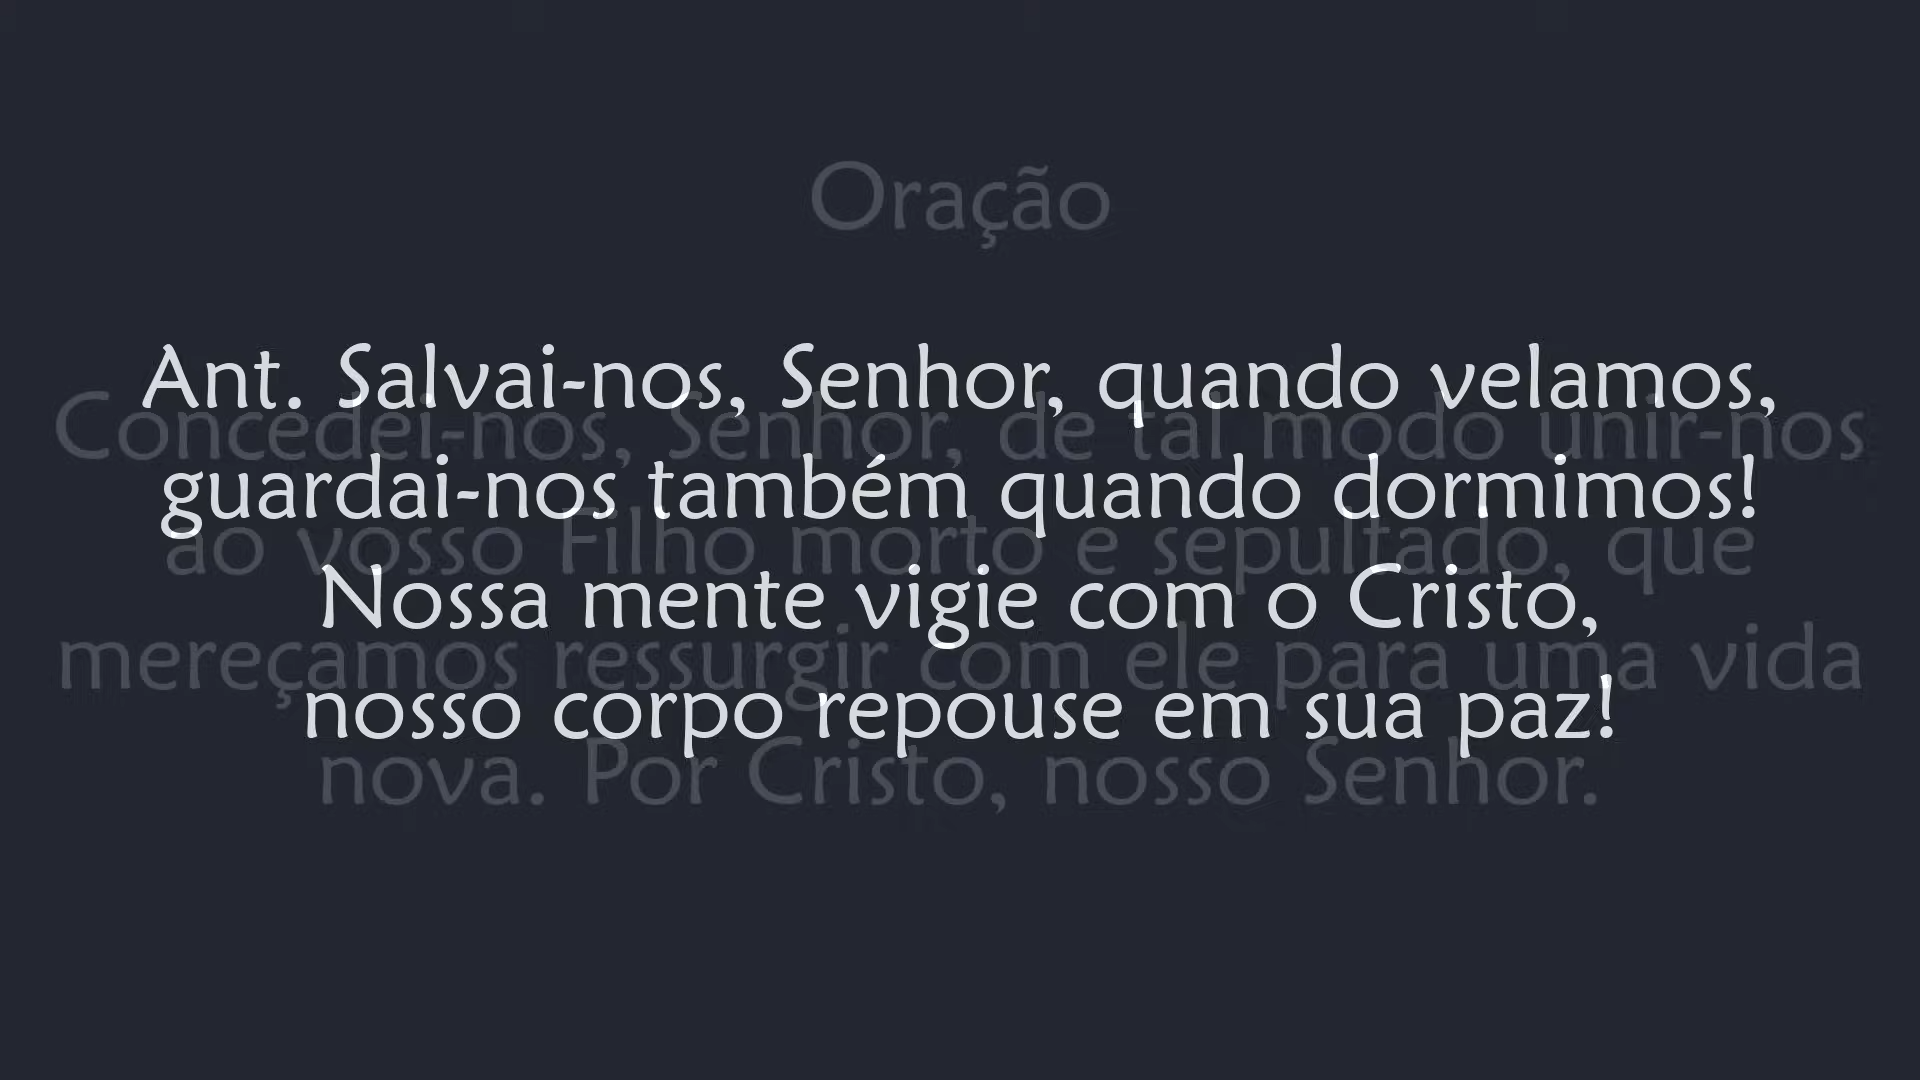 Oração
Ant. Salvai-nos, Senhor, quando velamos,
guardai-nos também quando dormimos!
Nossa mente vigie com o Cristo,
nosso corpo repouse em sua paz!
Concedei-nos, Senhor, de tal modo unir-nos
ao vosso Filho morto e sepultado, que
mereçamos ressurgir com ele para uma vida
nova. Por Cristo, nosso Senhor.